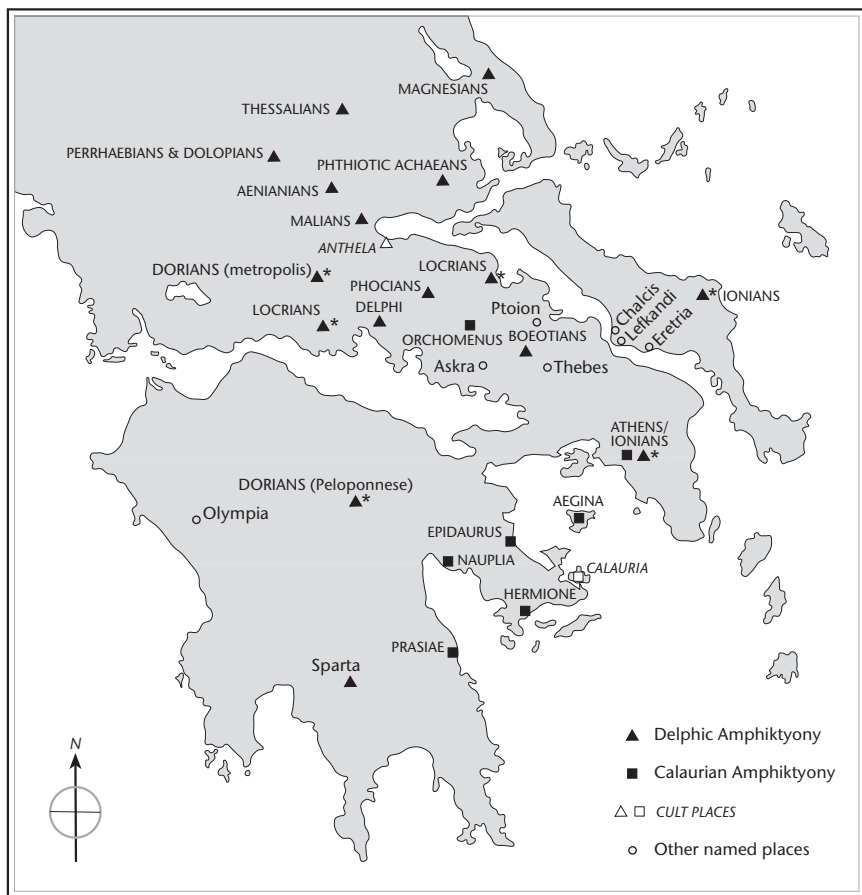 MAGNESIANS
THESSALIANS
PERRHAEBIANS & DOLOPIANS
PHTHIOTIC ACHAEANS
AENIANIANS
MALIANS
ANTHELA
DORIANS (metropolis)*
LOCRIANS
*
PHOCIANS
*IONIANS
Chalcis
Lefkandi
Eretria
Ptoion
LOCRIANS
*
DELPHI
ORCHOMENUS
BOEOTIANS
Askra
Thebes
ATHENS/
IONIANS
*
DORIANS (Peloponnese)
*
Olympia
AEGINA
EPIDAURUS
NAUPLIA
CALAURIA
HERMIONE
PRASIAE
Sparta
N
Delphic Amphiktyony
Calaurian Amphiktyony
CULT PLACES
Other named places